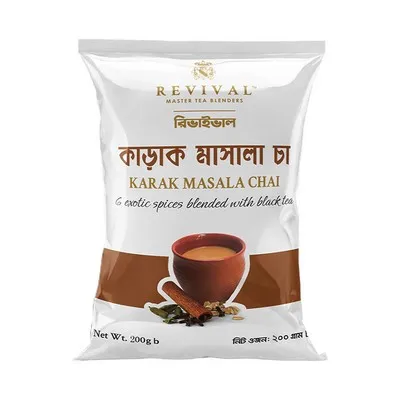 REVIVAL™
MASTER TEA BLENDERS
রিভাইভাল
কাড়াক মাসালা চা
KARAK MASALA CHAI
6 exotic spices blended with black tea
Net Wt. 200g
নিট ওজন: ২০০ গ্রাম